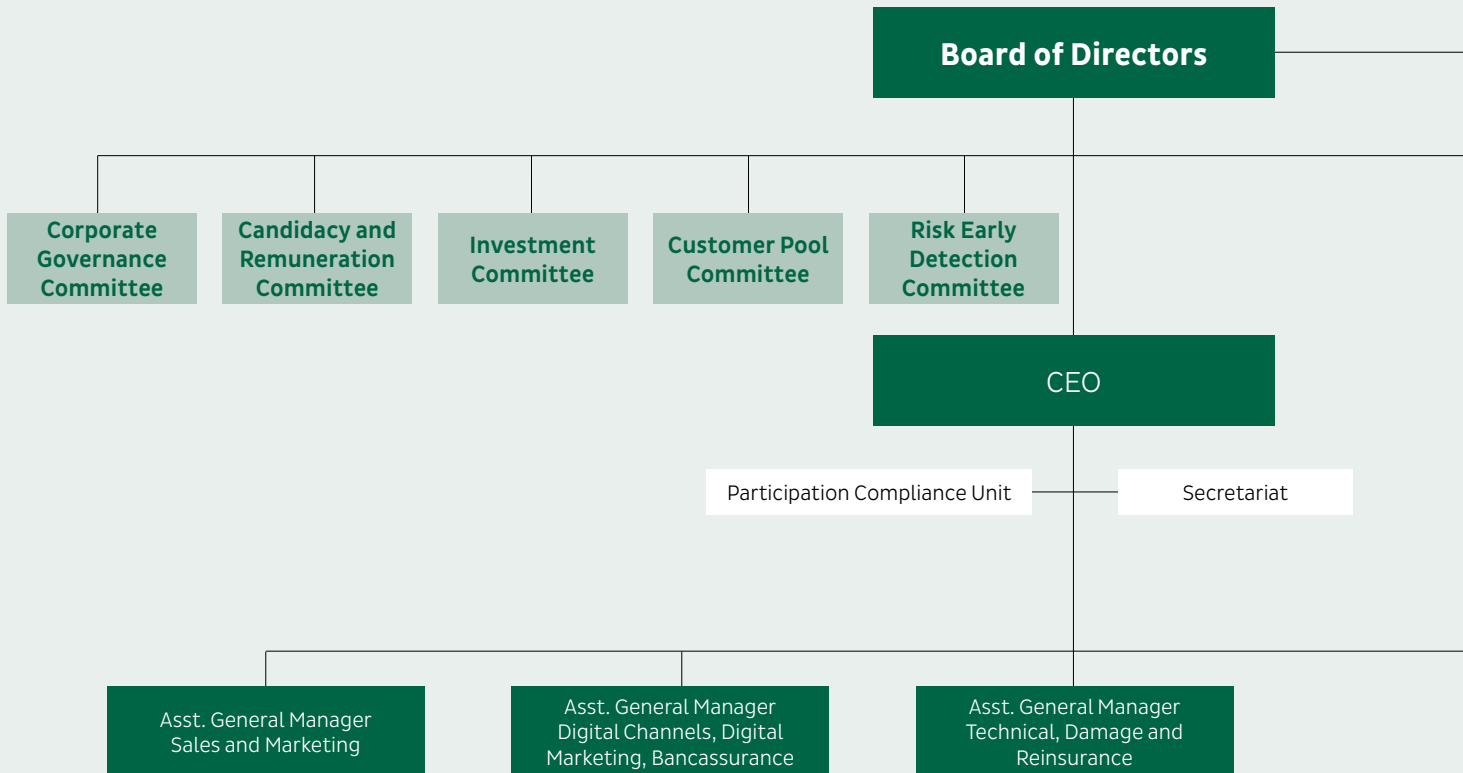 Board of Directors
Corporate
Governance
Committee
Candidacy and
Remuneration
Committee
Investment
Committee
Customer Pool
Committee
Risk Early
Detection
Committee
CEO
Participation Compliance Unit
Secretariat
Asst. General Manager
Sales and Marketing
Asst. General Manager
Digital Channels, Digital
Marketing, Bancassurance
Asst. General Manager
Technical, Damage and
Reinsurance